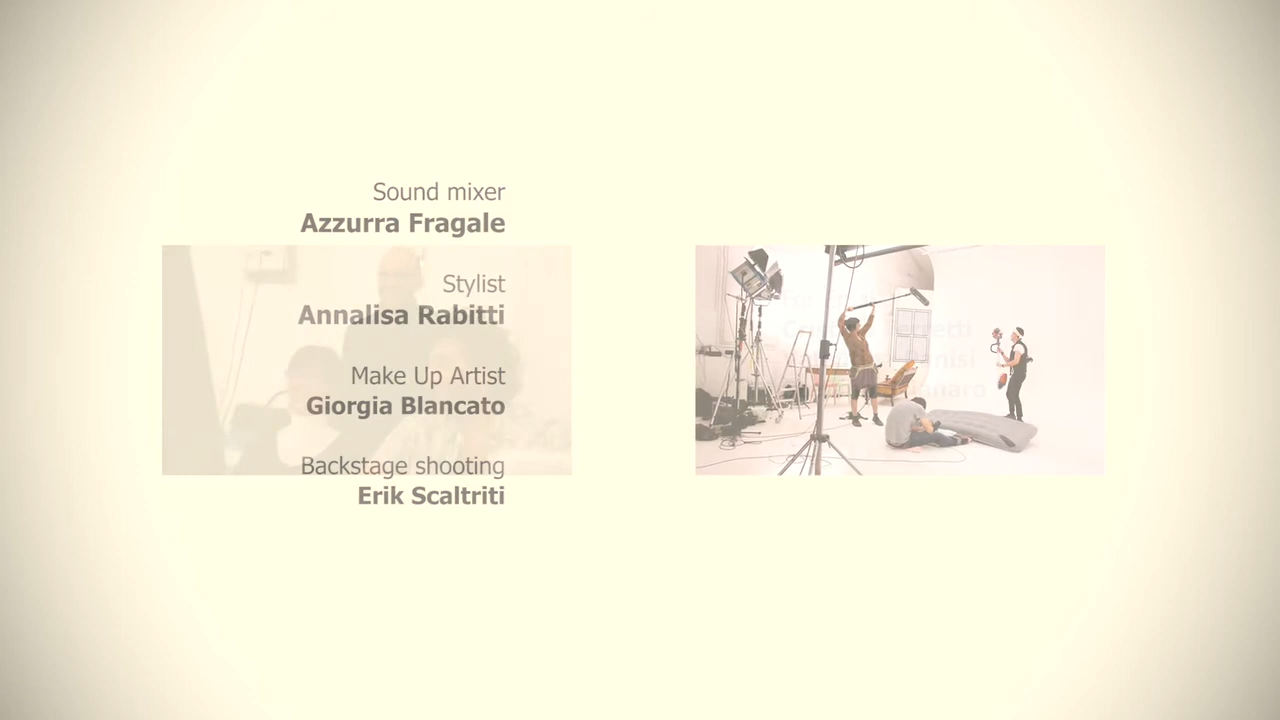 Sound mixer
Azzurra Fragale
Stylist
Annalisa Rabitti
Make Up Artist
Giorgia Blancato
Backstage shooting
Erik Scaltriti